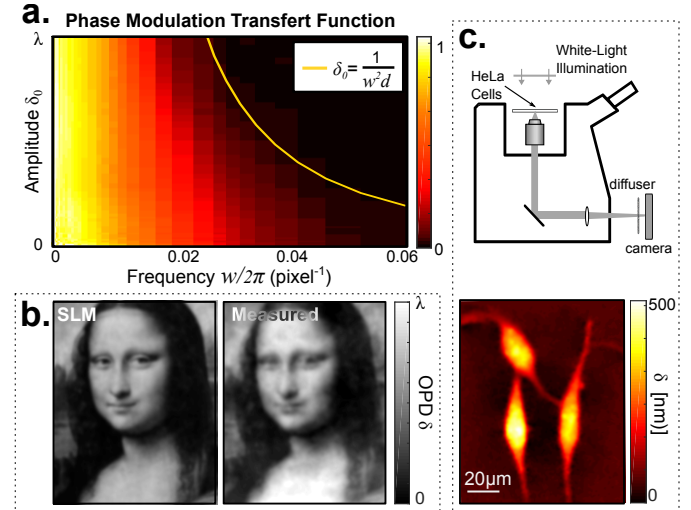 a.
Phase Modulation Transfert Function
λ
Amplitude δ₀
0
δ₀= 1/w²d
1
0
0
0.02
0.04
0.06
Frequency w/2π (pixel⁻¹)
b.
SLM
Measured
λ
OPD δ
0
c.
White-Light
Illumination
HeLa
Cells
diffuser
camera
20µm
500
δ [nm)]
0